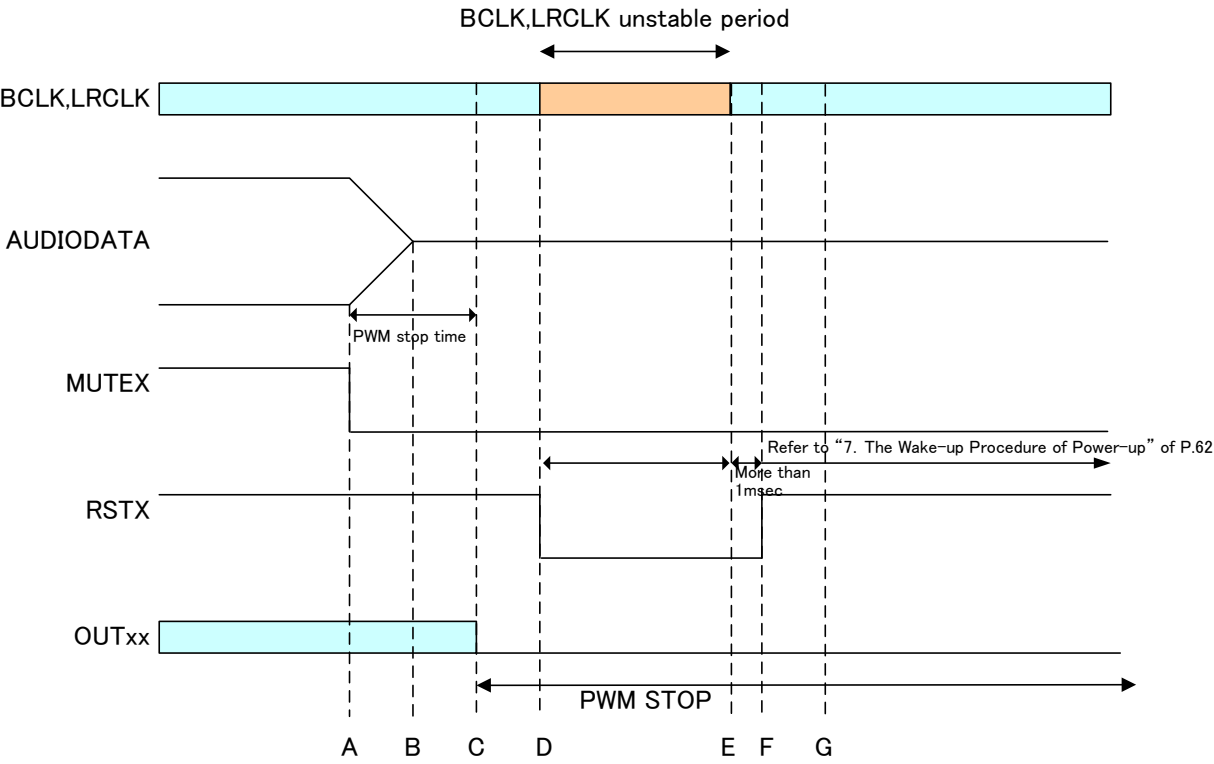 BCLK,LRCLK unstable period
BCLK,LRCLK
AUDIODATA
PWM stop time
MUTEX
Refer to “7. The Wake-up Procedure of Power-up” of P.62
More than
1msec
RSTX
OUTxx
PWM STOP
A B C D E F G